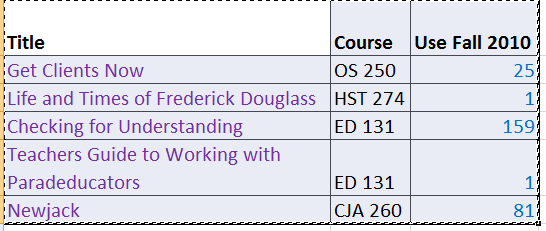 Title Course Use Fall 2010
Get Clients Now OS 250 25
Life and Times of Frederick Douglass HST 274 1
Checking for Understanding ED 131 159
Teachers Guide to Working with
Paradeducators ED 131 1
Newjack CJA 260 81